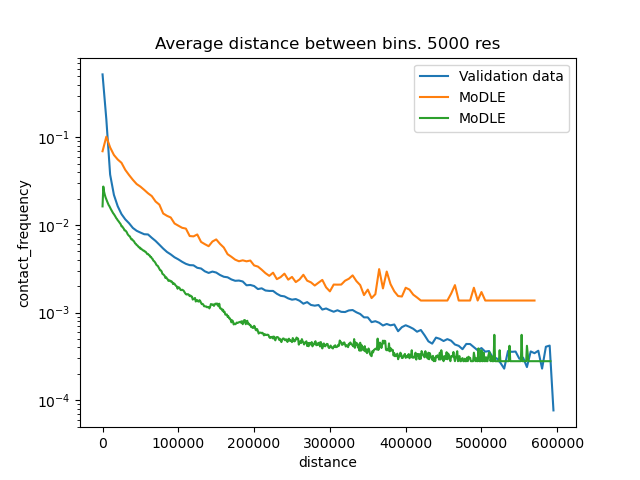 Average distance between bins. 5000 res
Validation data
MoDLE
MoDLE
contact_frequency
10⁻¹
10⁻²
10⁻³
10⁻⁴
0 100000 200000 300000 400000 500000 600000
distance